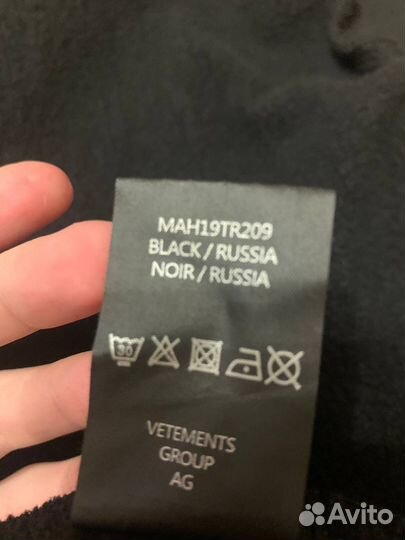 MAH19TR209
BLACK / RUSSIA
NOIR / RUSSIA
30
VETEMENTS
GROUP
AG
Avito